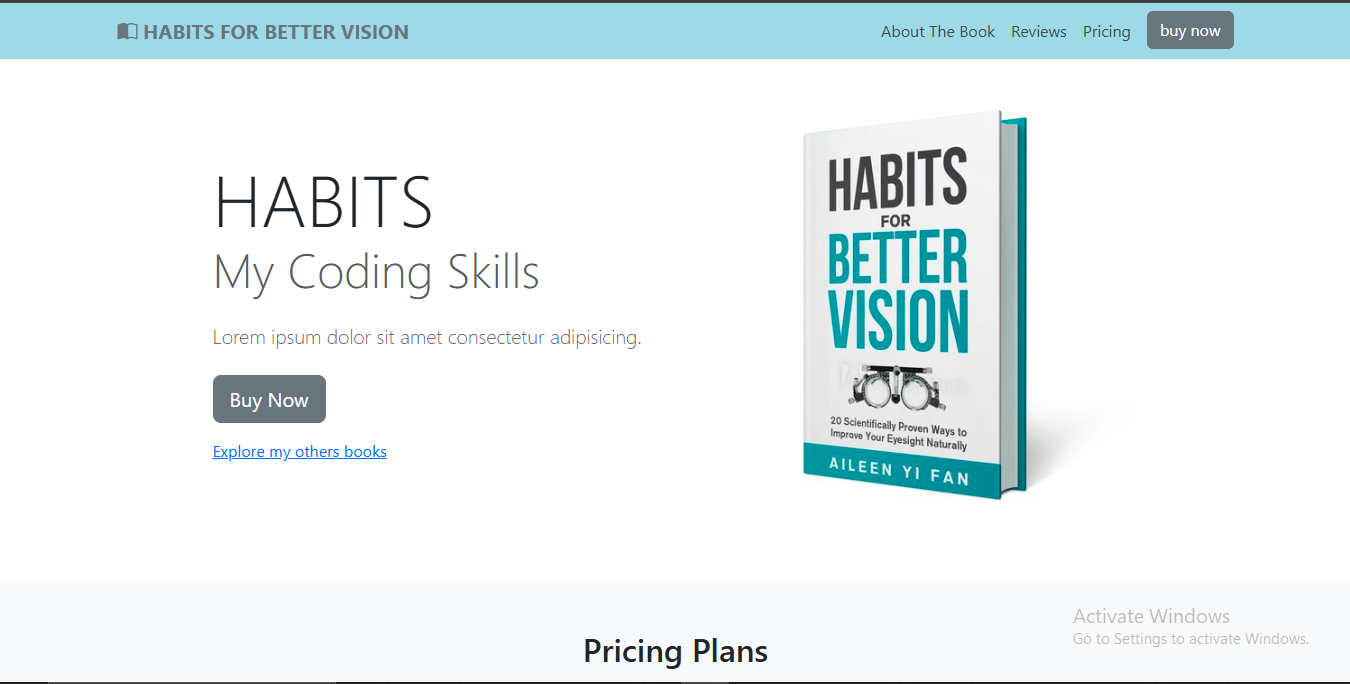 HABITS FOR BETTER VISION
About The Book
Reviews
Pricing
buy now
HABITS
My Coding Skills
Lorem ipsum dolor sit amet consectetur adipisicing.
Buy Now
Explore my others books
HABITS
FOR
BETTER
VISION
20 Scientifically Proven Ways to
Improve Your Eyesight Naturally
AILEEN YI FAN
Pricing Plans
Activate Windows
Go to Settings to activate Windows.